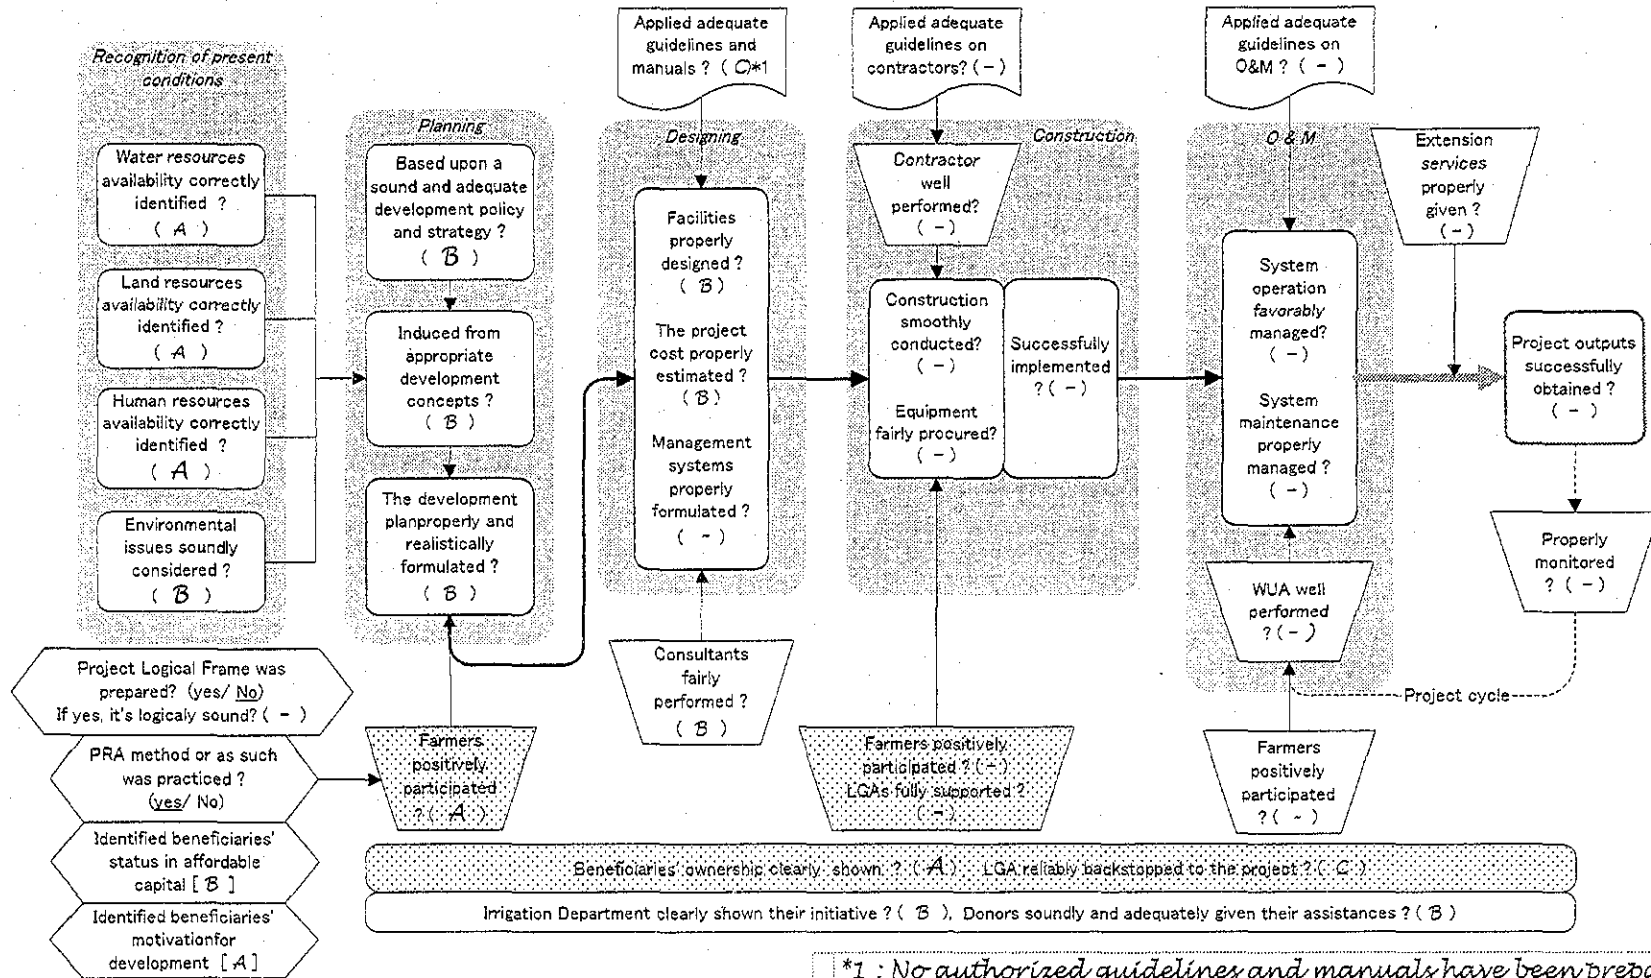 Recognition of present
conditions
Water resources
availability correctly
identified ?
( A )
Land resources
availability correctly
identified ?
( A )
Human resources
availability correctly
identified ?
( A )
Environmental
issues soundly
considered ?
( B )
Project Logical Frame was
prepared? (yes/ No)
If yes, it's logicaly sound? ( - )
PRA method or as such
was practiced ?
(yes/ No)
Identified beneficiaries'
status in affordable
capital [ B ]
Identified beneficiaries'
motivationfor
development [ A ]
Planning
Based upon a
sound and adequate
development policy
and strategy ?
( B )
Induced from
appropriate
development
concepts ?
( B )
The development
planproperly and
realistically
formulated ?
( B )
Farmers
positively
participated
? ( A )
Applied adequate
guidelines and
manuals ? ( C )*1
Designing
Facilities
properly
designed ?
( B )
The project
cost properly
estimated ?
( B )
Management
systems
properly
formulated ?
( - )
Consultants
fairly
performed ?
( B )
Applied adequate
guidelines on
contractors? ( - )
Construction
Contractor
well
performed?
( - )
Construction
smoothly
conducted?
( - )
Equipment
fairly procured?
( - )
Successfully
implemented
? ( - )
Farmers positively
participated ? ( - )
LGAs fully supported ?
( - )
Applied adequate
guidelines on
O&M ? ( - )
O & M
System
operation
favorably
managed?
( - )
System
maintenance
properly
managed ?
( - )
WUA well
performed
? ( - )
Farmers
positively
participated
? ( - )
Extension
services
properly
given ?
( - )
Project outputs
successfully
obtained ?
( - )
Properly
monitored
? ( - )
Project cycle
Beneficiaries' ownership clearly shown ? ( A ) LGA reliably backstopped to the project ? ( C )
Irrigation Department clearly shown their initiative ? ( B ), Donors soundly and adequately given their assistances ? ( B )
*1 : No authorized guidelines and manuals have been prepa